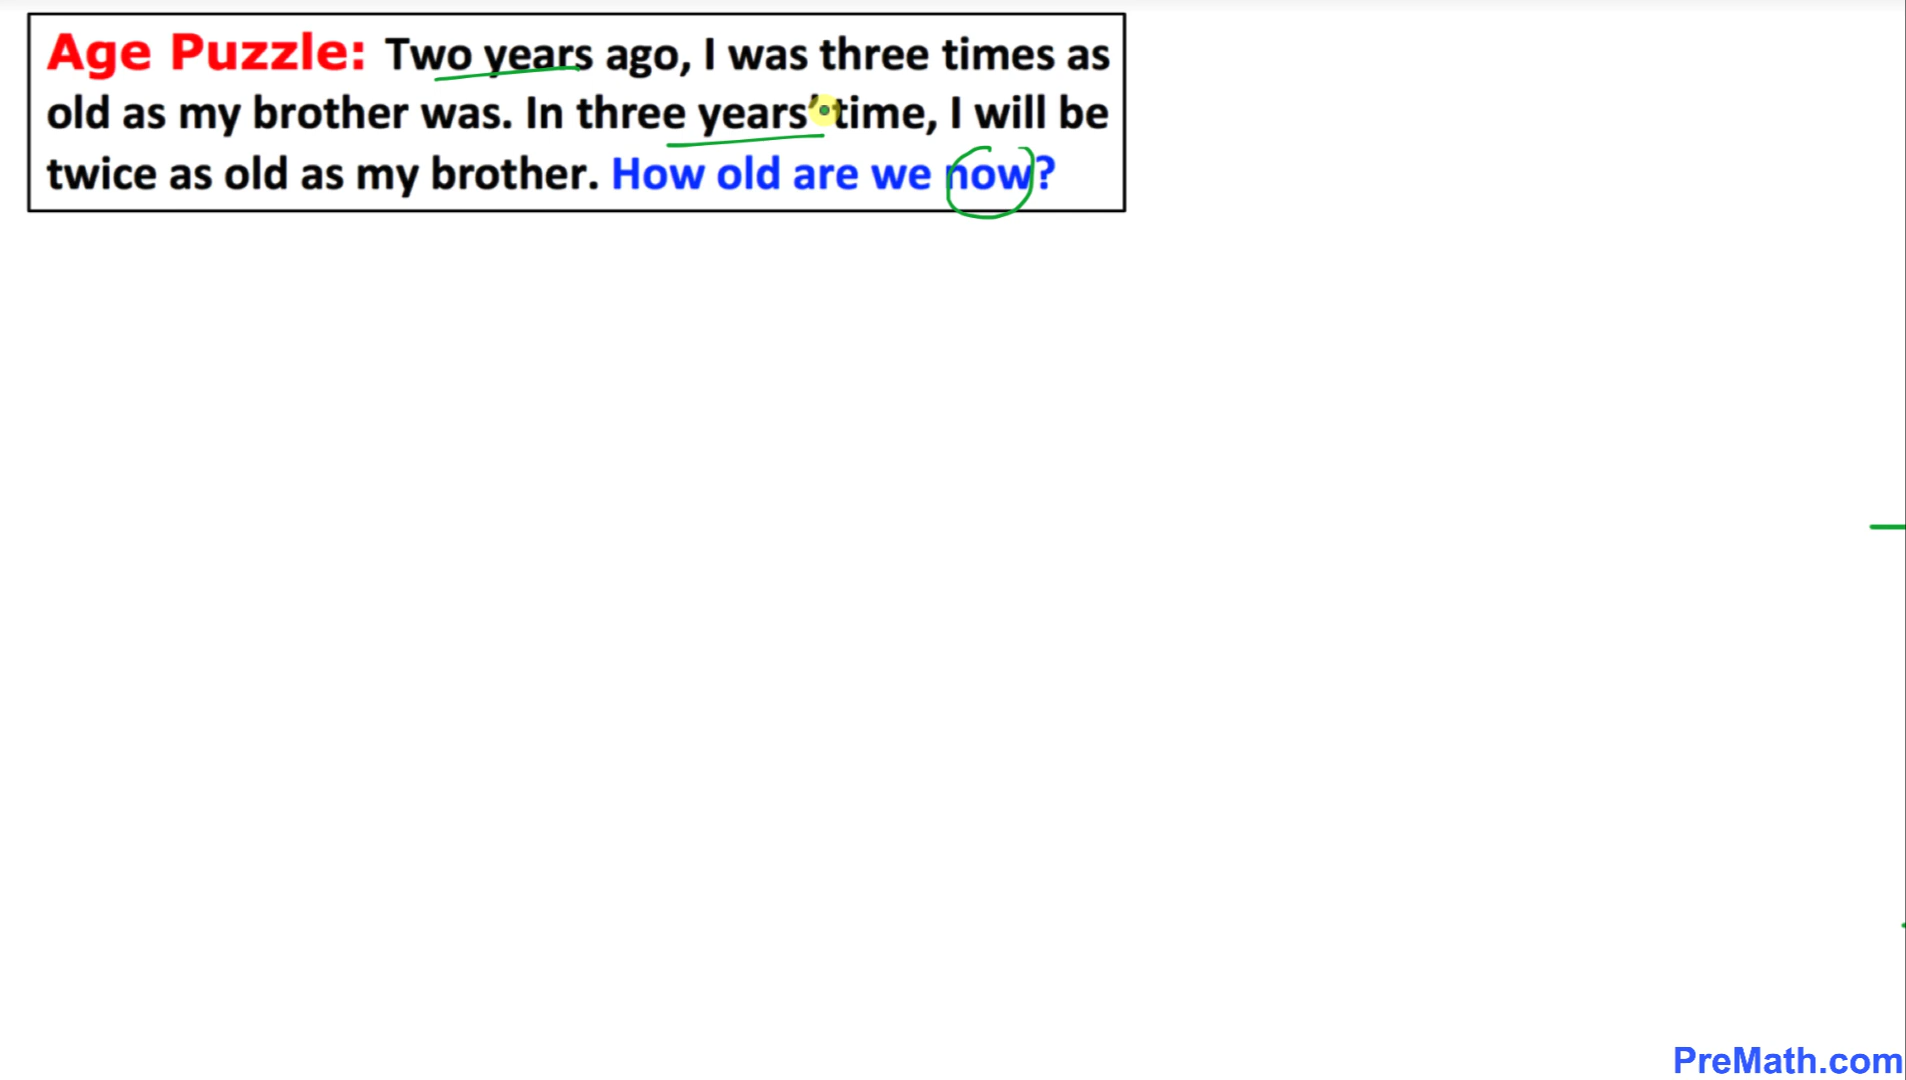 Age Puzzle: Two years ago, I was three times as
old as my brother was. In three years' time, I will be
twice as old as my brother. How old are we now?
PreMath.com